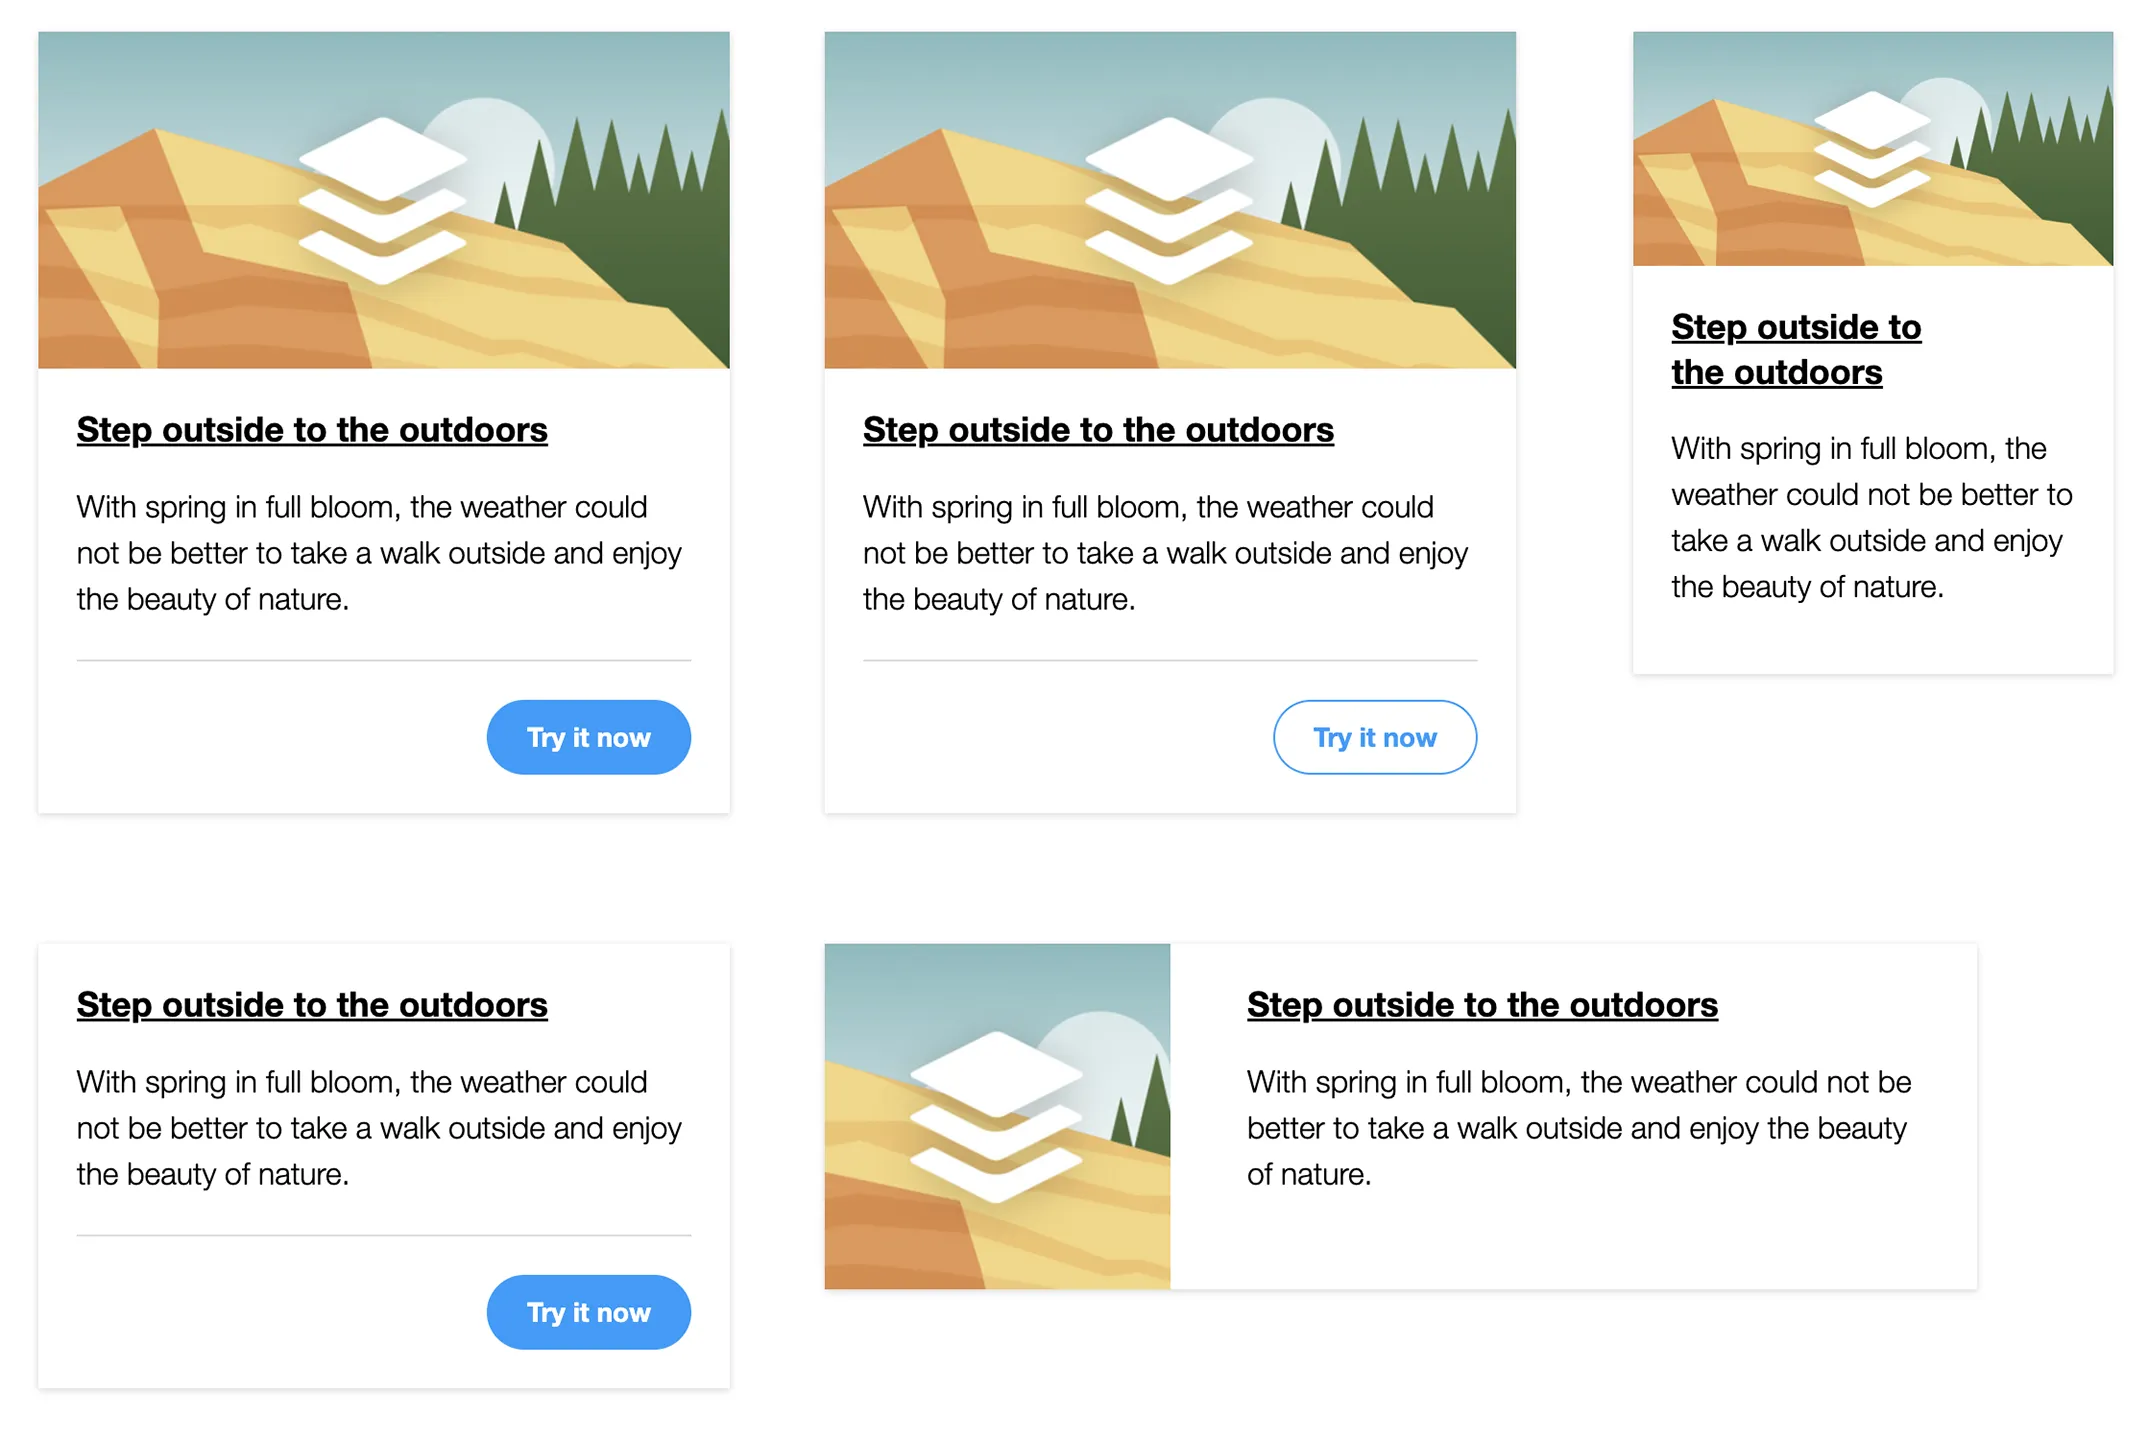 Step outside to the outdoors
With spring in full bloom, the weather could
not be better to take a walk outside and enjoy
the beauty of nature.
Try it now
Step outside to the outdoors
With spring in full bloom, the weather could
not be better to take a walk outside and enjoy
the beauty of nature.
Try it now
Step outside to
the outdoors
With spring in full bloom, the
weather could not be better to
take a walk outside and enjoy
the beauty of nature.
Step outside to the outdoors
With spring in full bloom, the weather could
not be better to take a walk outside and enjoy
the beauty of nature.
Try it now
Step outside to the outdoors
With spring in full bloom, the weather could not be
better to take a walk outside and enjoy the beauty
of nature.